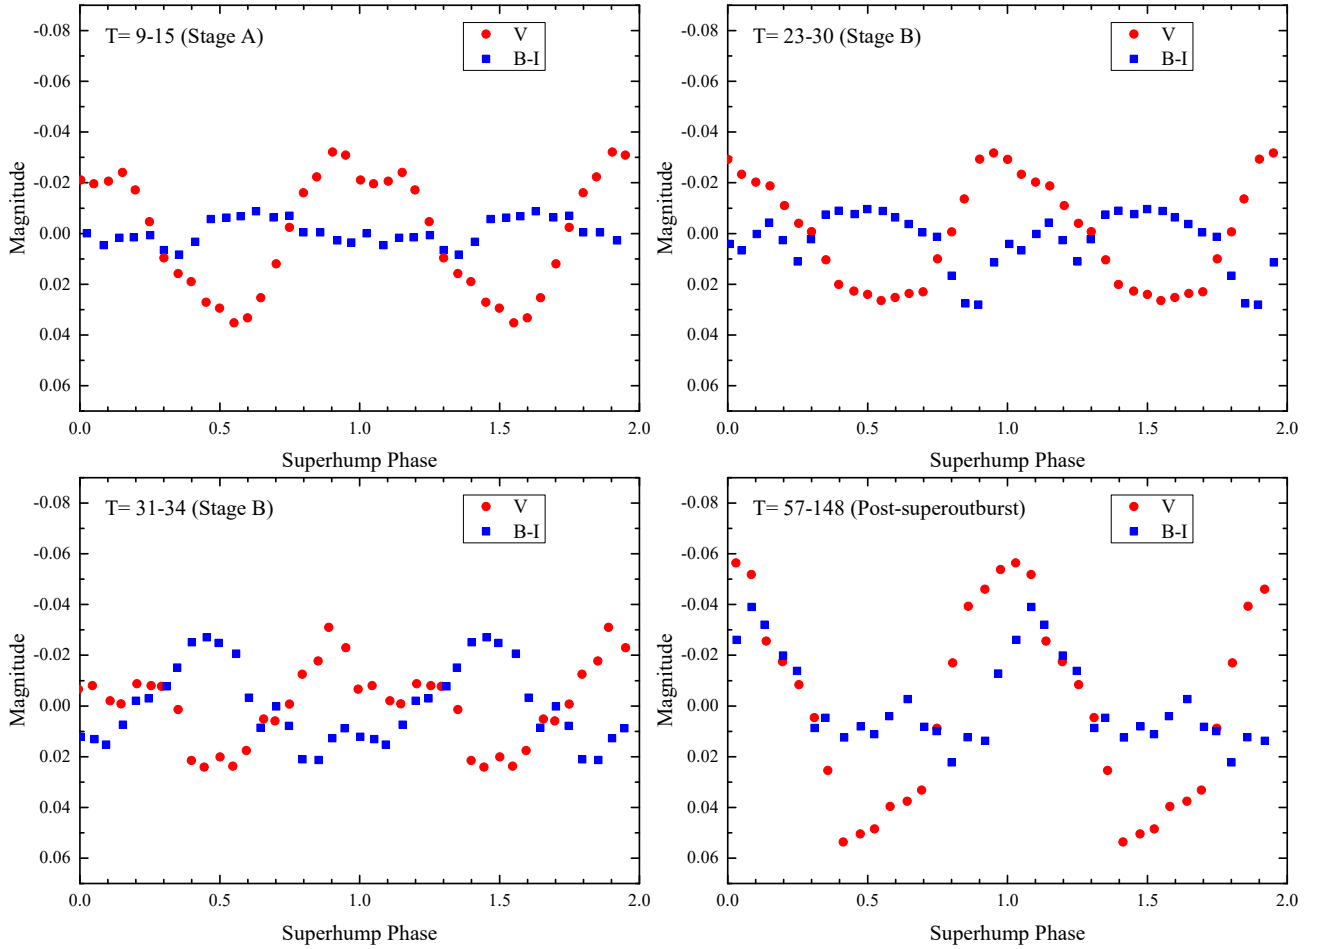 T= 9-15 (Stage A)
V
B-I
-0.08
-0.06
-0.04
-0.02
0.00
0.02
0.04
0.06
Magnitude
0.0
0.5
1.0
1.5
2.0
Superhump Phase
T= 23-30 (Stage B)
V
B-I
-0.08
-0.06
-0.04
-0.02
0.00
0.02
0.04
0.06
Magnitude
0.0
0.5
1.0
1.5
2.0
Superhump Phase
T= 31-34 (Stage B)
V
B-I
-0.08
-0.06
-0.04
-0.02
0.00
0.02
0.04
0.06
Magnitude
0.0
0.5
1.0
1.5
2.0
Superhump Phase
T= 57-148 (Post-superoutburst)
V
B-I
-0.08
-0.06
-0.04
-0.02
0.00
0.02
0.04
0.06
Magnitude
0.0
0.5
1.0
1.5
2.0
Superhump Phase